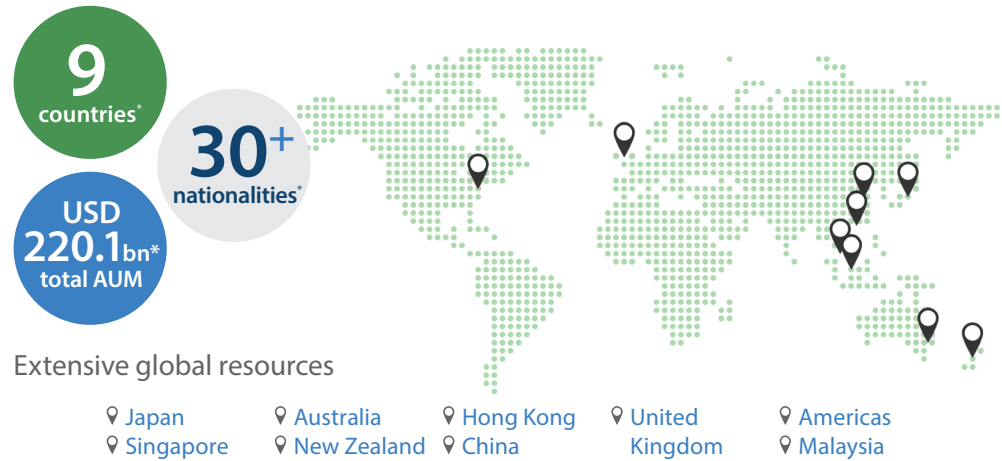 9
countries*
30+
nationalities*
USD
220.1bn*
total AUM
Extensive global resources
Japan
Singapore
Australia
New Zealand
Hong Kong
China
United
Kingdom
Americas
Malaysia